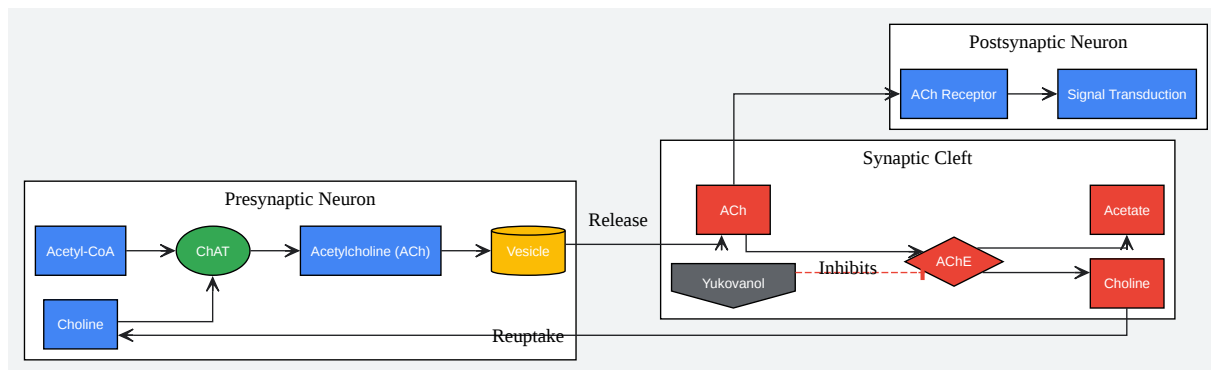 Postsynaptic Neuron
ACh Receptor
Signal Transduction
Synaptic Cleft
ACh
Acetate
Yukovanol
Inhibits
AChE
Choline
Presynaptic Neuron
Acetyl-CoA
ChAT
Acetylcholine (ACh)
Vesicle
Release
Choline
Reuptake